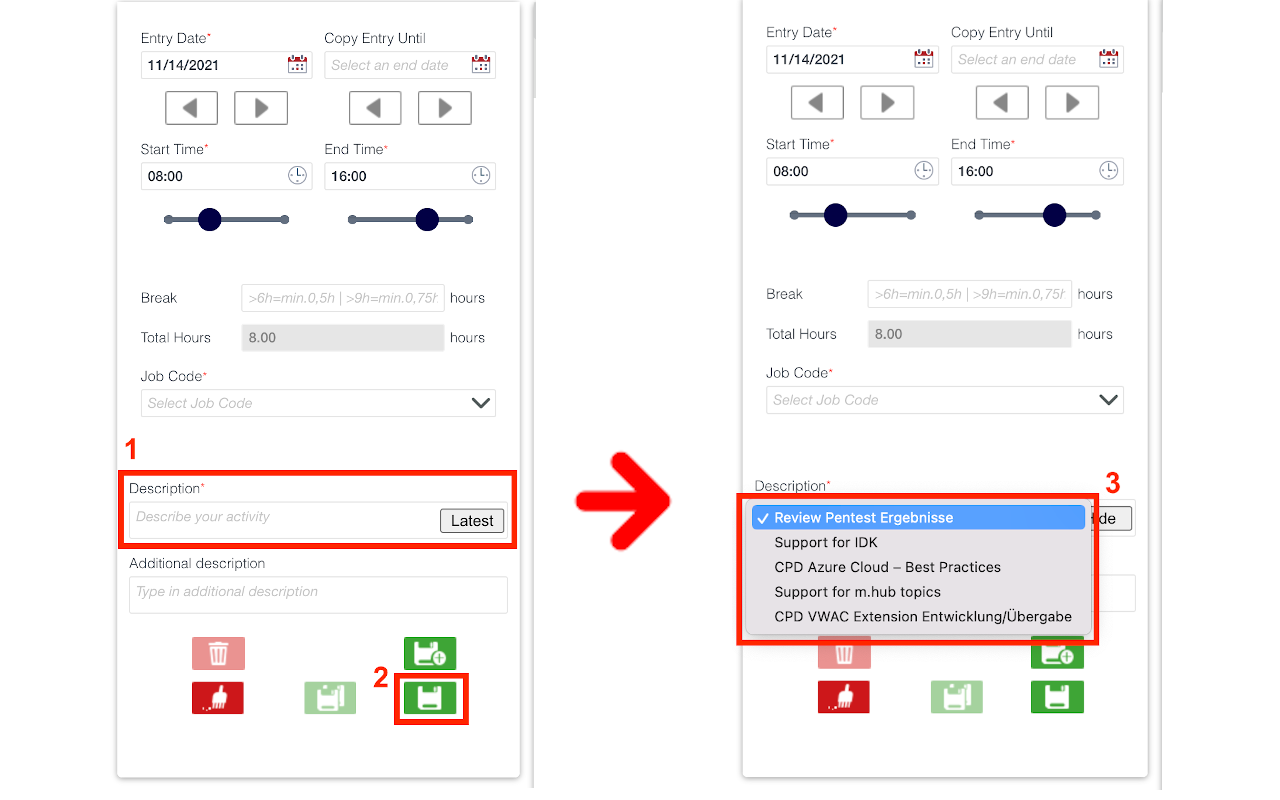 Entry Date*
Copy Entry Until
11/14/2021
Select an end date
Start Time*
End Time*
08:00
16:00
Break
>6h=min.0,5h | >9h=min.0,75h
hours
Total Hours
8.00
hours
Job Code*
Select Job Code
1
Description*
Describe your activity
Latest
Additional description
Type in additional description
2
Entry Date*
Copy Entry Until
11/14/2021
Select an end date
Start Time*
End Time*
08:00
16:00
Break
>6h=min.0,5h | >9h=min.0,75h
hours
Total Hours
8.00
hours
Job Code*
Select Job Code
Description*
3
✓ Review Pentest Ergebnisse
Support for IDK
CPD Azure Cloud – Best Practices
Support for m.hub topics
CPD VWAC Extension Entwicklung/Übergabe